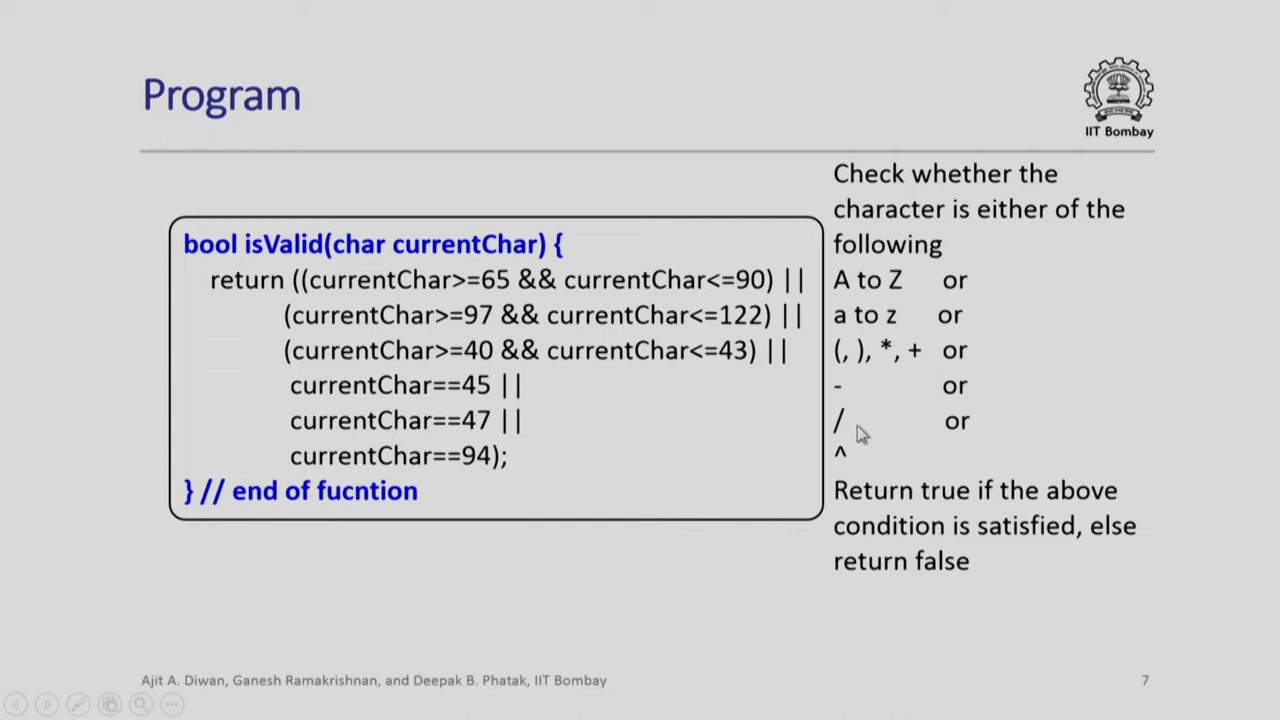 Program
IIT Bombay
bool isValid(char currentChar) {
return ((currentChar>=65 && currentChar<=90) ||
(currentChar>=97 && currentChar<=122) ||
(currentChar>=40 && currentChar<=43) ||
currentChar==45 ||
currentChar==47 ||
currentChar==94);
} // end of fucntion
Check whether the
character is either of the
following
A to Z or
a to z or
(, ), *, + or
- or
/ or
^
Return true if the above
condition is satisfied, else
return false
Ajit A. Diwan, Ganesh Ramakrishnan, and Deepak B. Phatak, IIT Bombay
7